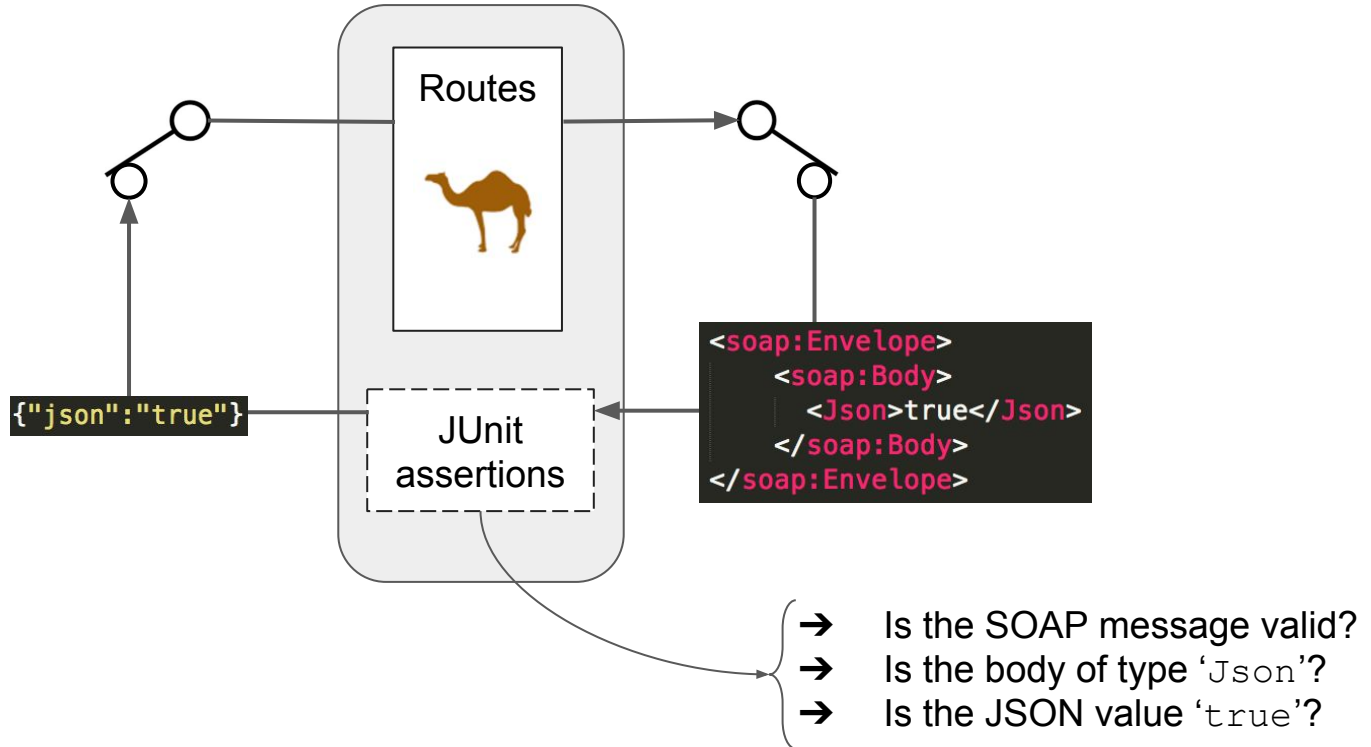 Routes
{"json":"true"}
JUnit
assertions
<soap:Envelope>
<soap:Body>
<Json>true</Json>
</soap:Body>
</soap:Envelope>
➔ Is the SOAP message valid?
➔ Is the body of type ‘Json’?
➔ Is the JSON value ‘true’?